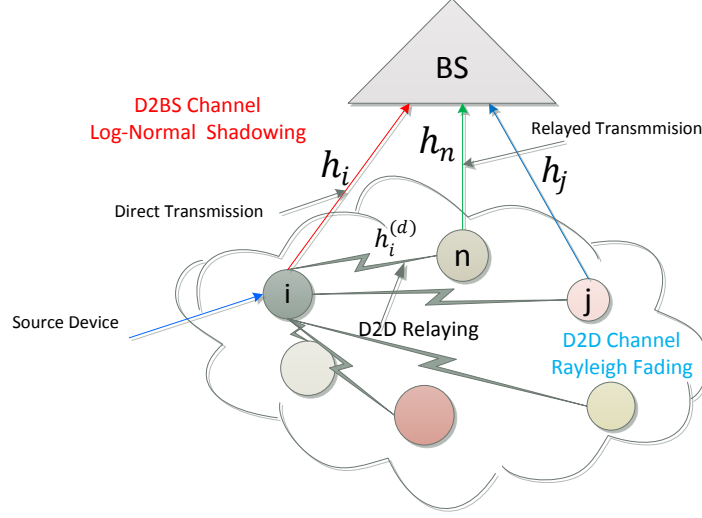 BS
D2BS Channel
Log-Normal Shadowing
Relayed Transmmision
h_i
h_n
h_j
Direct Transmission
h_i^{(d)}
n
i
j
Source Device
D2D Relaying
D2D Channel
Rayleigh Fading